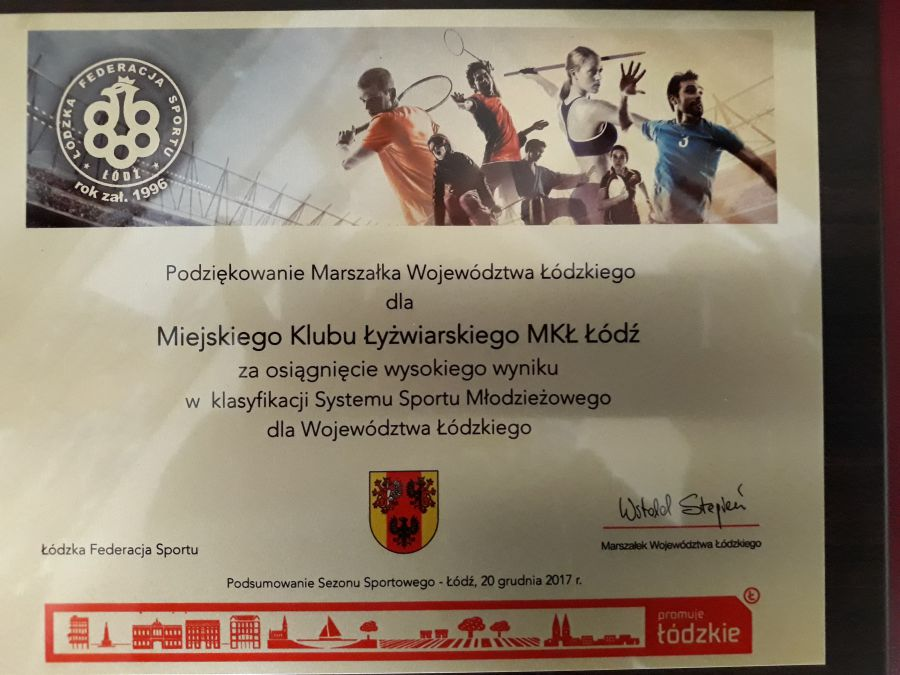 ŁÓDZKA FEDERACJA SPORTU
ŁÓDŹ
rok zał. 1996
Podziękowanie Marszałka Województwa Łódzkiego
dla
Miejskiego Klubu Łyżwiarskiego MKŁ Łódź
za osiągnięcie wysokiego wyniku
w klasyfikacji Systemu Sportu Młodzieżowego
dla Województwa Łódzkiego
Witold Stępień
Marszałek Województwa Łódzkiego
Łódzka Federacja Sportu
Podsumowanie Sezonu Sportowego - Łódź, 20 grudnia 2017 r.
promuje
Łódzkie